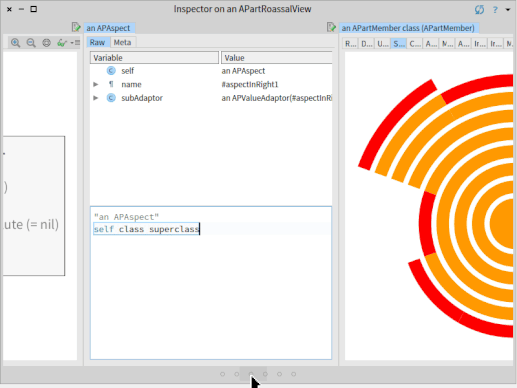 Inspector on an APartRoassalView
?
an APAspect
an APartMember class (APartMember)
Raw Meta
R... D... U... S... C... A... M... A... Ir... Ir... M
Variable Value
self an APAspect
name #aspectInRight1
subAdaptor an APValueAdaptor(#aspectInRi
)
ute (= nil)
"an APAspect"
self class superclass